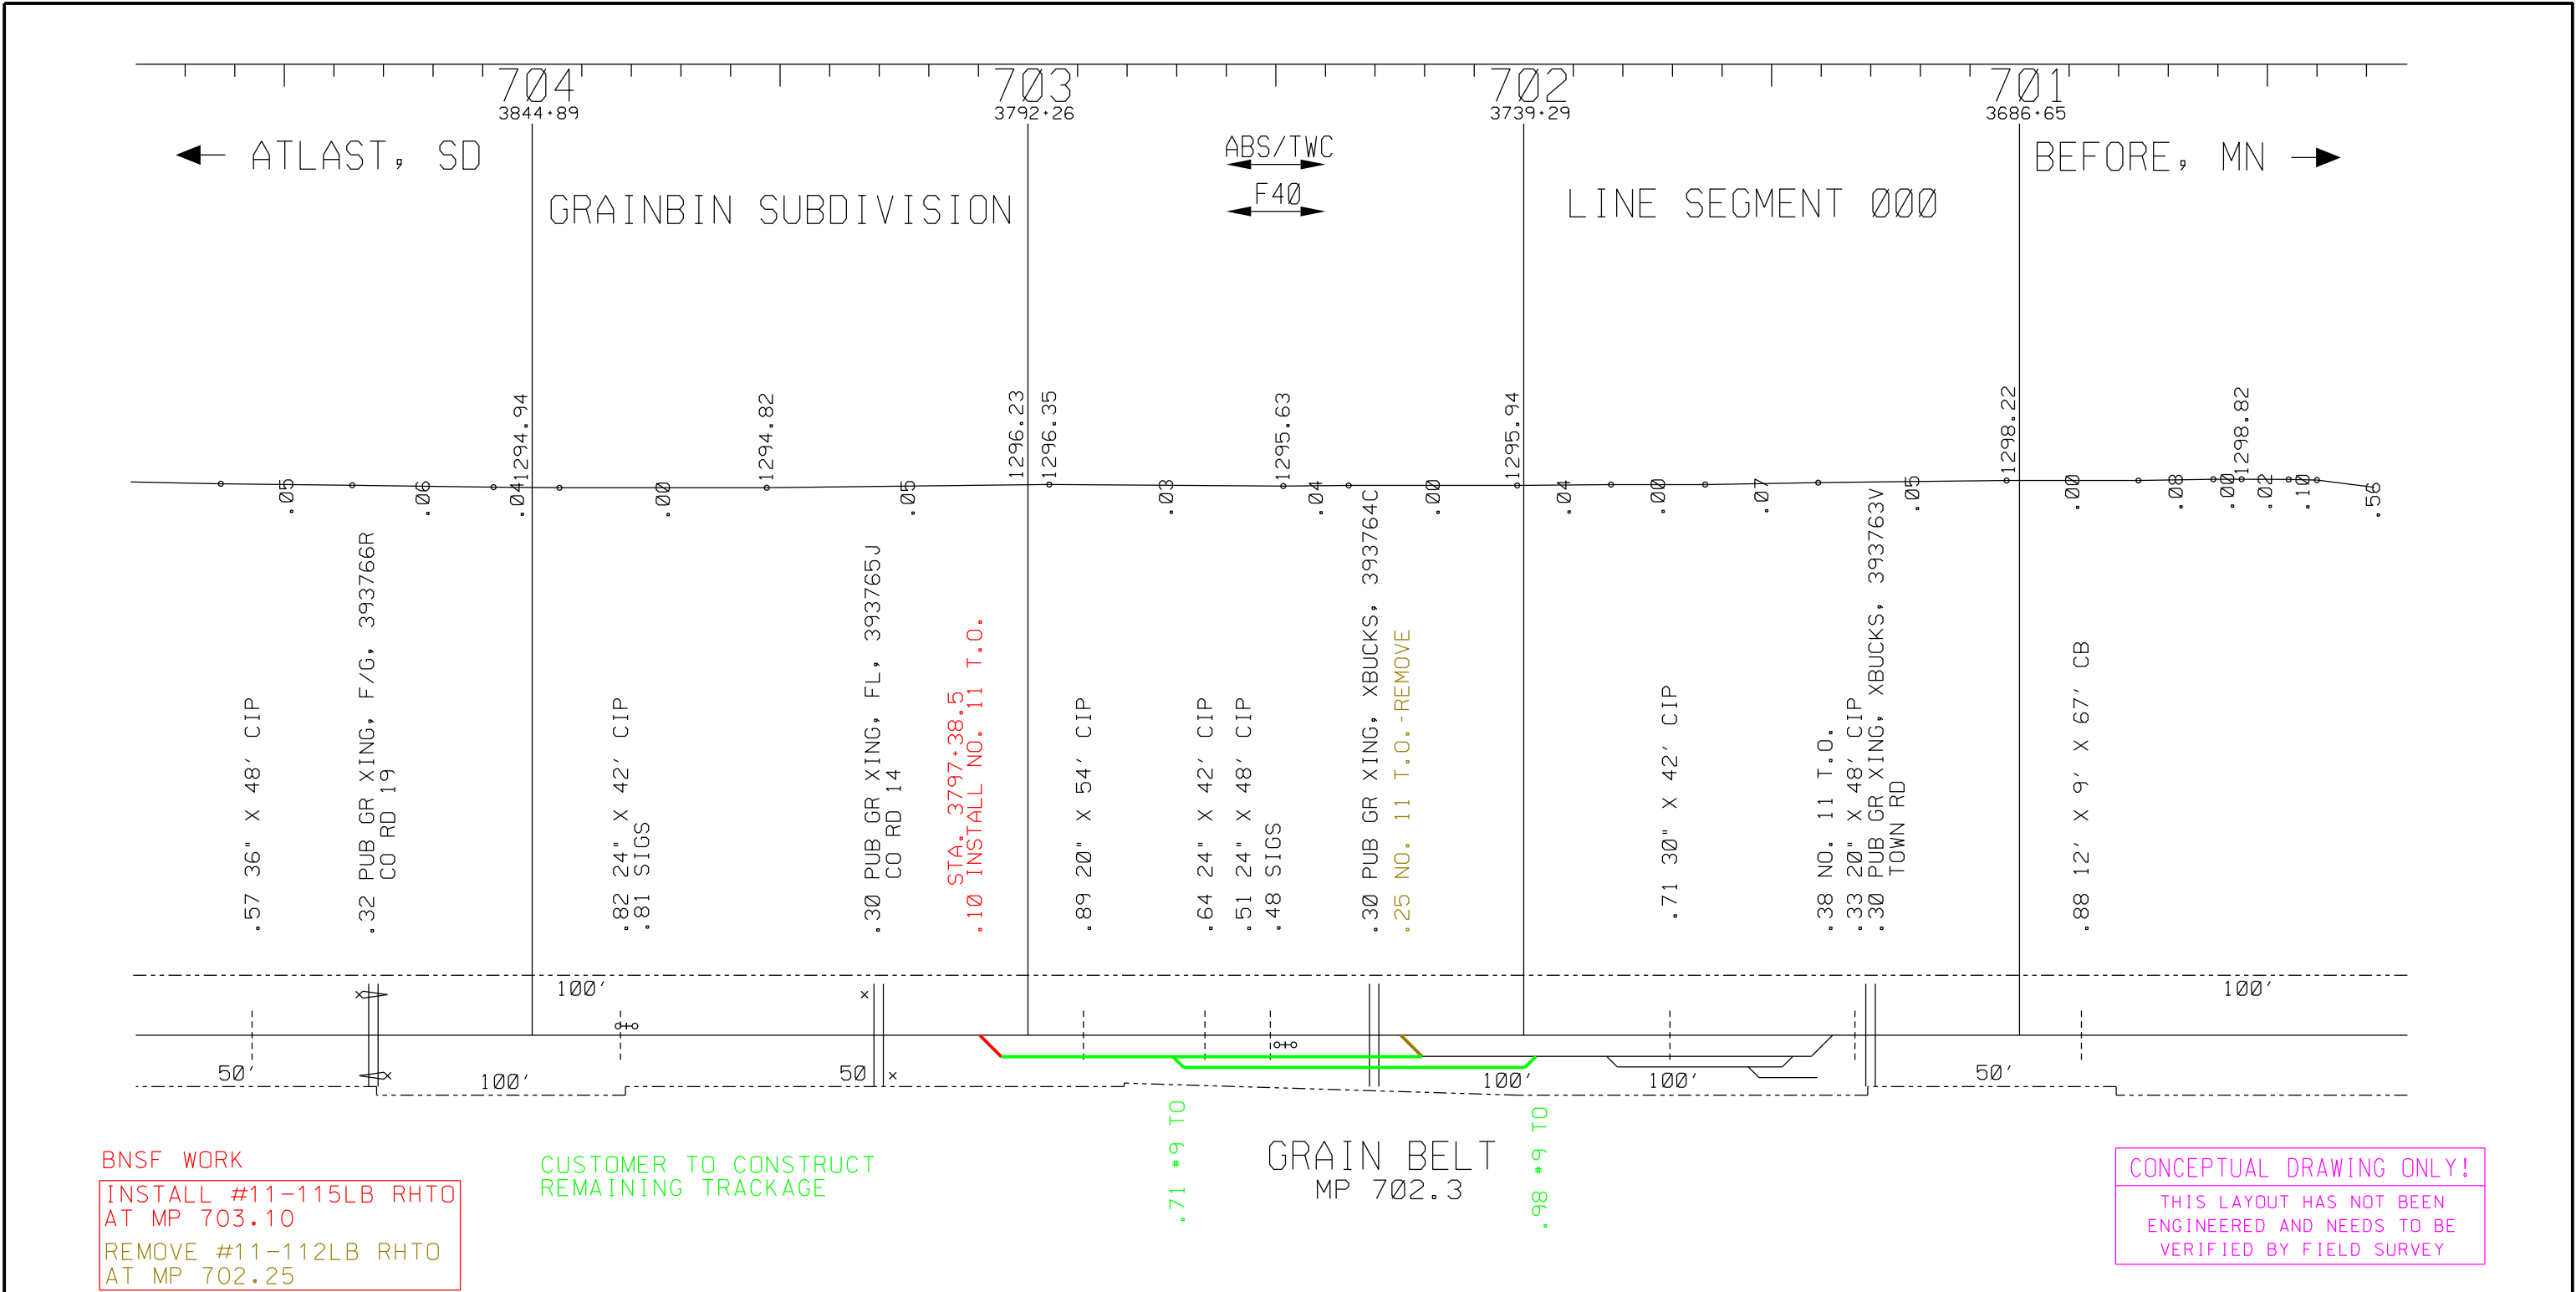 704
703
702
701
3844+89
3792+26
3739+29
3686+65
ATLAST, SD
ABS/TWC
BEFORE, MN
F40
GRAINBIN SUBDIVISION
LINE SEGMENT 000
1294.94
1294.82
1296.23
1296.35
1295.63
1295.94
1298.22
1298.82
.05
.06
.04
.00
.05
.03
.04
.00
.04
.00
.07
.05
.00
.08
.00
.02
.10
.56
.57 36" X 48' CIP
.32 PUB GR XING, F/G, 393766R
CO RD 19
.82 24" X 42' CIP
.81 SIGS
.30 PUB GR XING, FL, 393765J
CO RD 14
STA. 3797+38.5
.10 INSTALL NO. 11 T.O.
.89 20" X 54' CIP
.64 24" X 42' CIP
.51 24" X 48' CIP
.48 SIGS
.30 PUB GR XING, XBUCKS, 393764C
.25 NO. 11 T.O.-REMOVE
.71 30" X 42' CIP
.38 NO. 11 T.O.
.33 20" X 48' CIP
.30 PUB GR XING, XBUCKS, 393763V
TOWN RD
.88 12' X 9' X 67' CB
100'
100'
50'
100'
50
100'
100'
50'
.71 #9 TO
.98 #9 TO
GRAIN BELT
MP 702.3
BNSF WORK
INSTALL #11-115LB RHTO
AT MP 703.10
REMOVE #11-112LB RHTO
AT MP 702.25
CUSTOMER TO CONSTRUCT
REMAINING TRACKAGE
CONCEPTUAL DRAWING ONLY!
THIS LAYOUT HAS NOT BEEN
ENGINEERED AND NEEDS TO BE
VERIFIED BY FIELD SURVEY